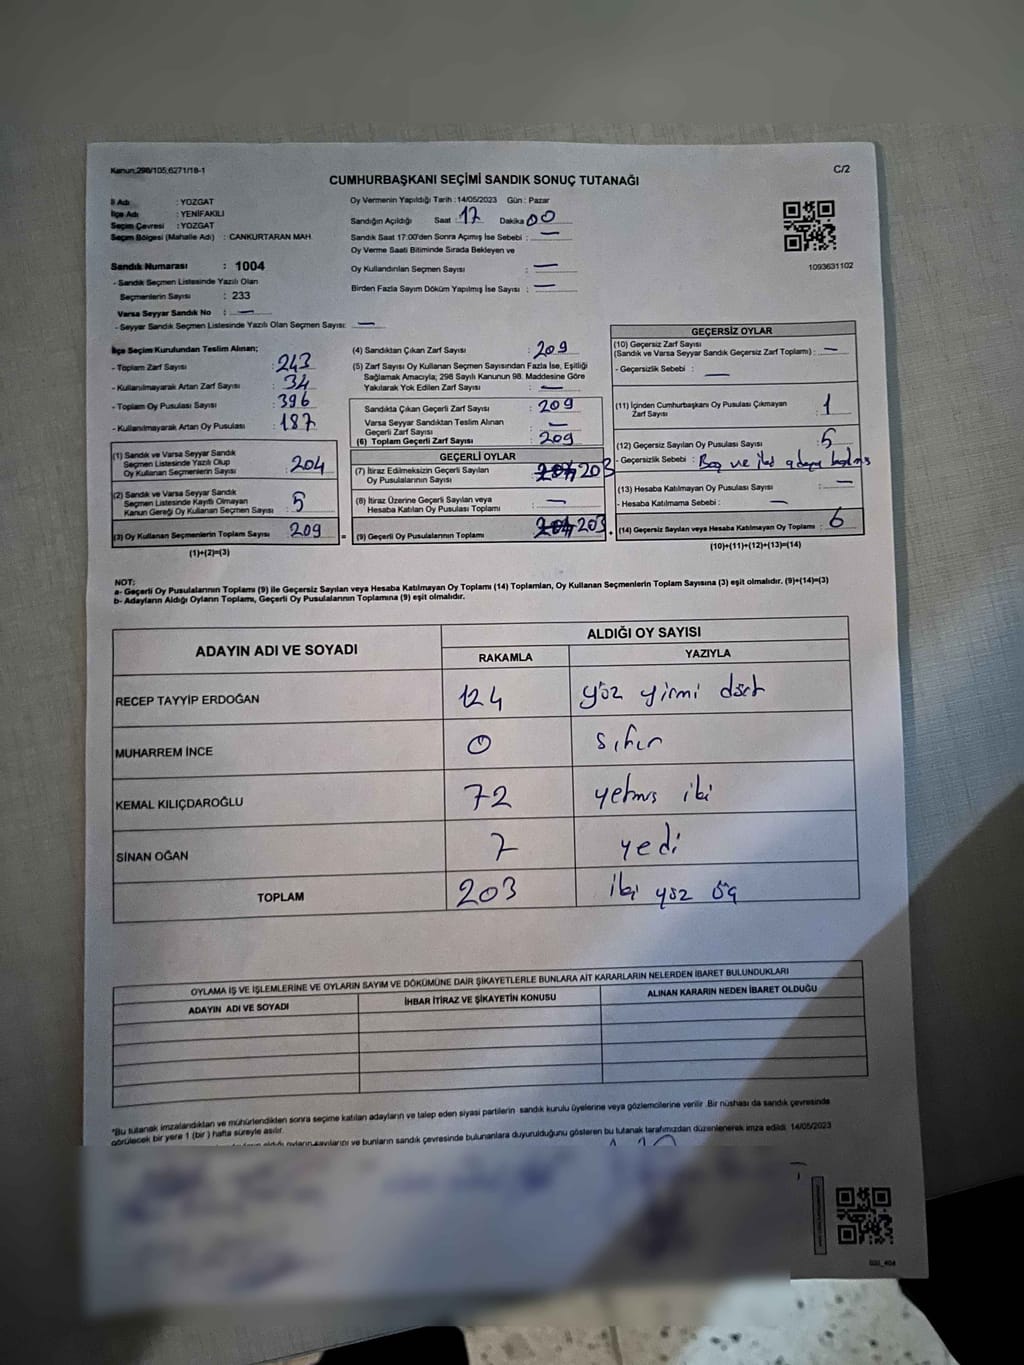 Kanun;298/105;6271/18-1
C/2
CUMHURBAŞKANI SEÇİMİ SANDIK SONUÇ TUTANAĞI
İl Adı : YOZGAT
İlçe Adı : YENİFAKILI
Seçim Çevresi : YOZGAT
Seçim Bölgesi (Mahalle Adı) : CANKURTARAN MAH.
Sandık Numarası : 1004
- Sandık Seçmen Listesinde Yazılı Olan
Seçmenlerin Sayısı : 233
Varsa Seyyar Sandık No : —
- Seyyar Sandık Seçmen Listesinde Yazılı Olan Seçmen Sayısı: —
Oy Vermenin Yapıldığı Tarih :14/05/2023 Gün : Pazar
Sandığın Açıldığı Saat 17 Dakika 00
Sandık Saat 17:00'den Sonra Açımış İse Sebebi : —
Oy Verme Saati Bitiminde Sırada Bekleyen ve
Oy Kullandırılan Seçmen Sayısı : —
Birden Fazla Sayım Döküm Yapılmış İse Sayısı : —
1093631102
İlçe Seçim Kurulundan Teslim Alınan;
- Toplam Zarf Sayısı : 243
- Kullanılmayarak Artan Zarf Sayısı : 34
- Toplam Oy Pusulası Sayısı : 396
- Kullanılmayarak Artan Oy Pusulası : 187
(1) Sandık ve Varsa Seyyar Sandık
Seçmen Listesinde Yazılı Olup
Oy Kullanan Seçmenlerin Sayısı : 204
(2) Sandık ve Varsa Seyyar Sandık
Seçmen Listesinde Kayıtlı Olmayan
Kanun Gereği Oy Kullanan Seçmen Sayısı : 5
(3) Oy Kullanan Seçmenlerin Toplam Sayısı : 209
(1)+(2)=(3)
(4) Sandıktan Çıkan Zarf Sayısı : 209
(5) Zarf Sayısı Oy Kullanan Seçmen Sayısından Fazla İse, Eşitliği
Sağlamak Amacıyla; 298 Sayılı Kanunun 98. Maddesine Göre
Yakılarak Yok Edilen Zarf Sayısı : —
Sandıkta Çıkan Geçerli Zarf Sayısı : 209
Varsa Seyyar Sandıktan Teslim Alınan
Geçerli Zarf Sayısı : —
(6) Toplam Geçerli Zarf Sayısı : 209
GEÇERLİ OYLAR
(7) İtiraz Edilmeksizin Geçerli Sayılan
Oy Pusulalarının Sayısı : 203
(8) İtiraz Üzerine Geçerli Sayılan veya
Hesaba Katılan Oy Pusulası Toplamı : —
= (9) Geçerli Oy Pusulalarının Toplamı 203
GEÇERSİZ OYLAR
(10) Geçersiz Zarf Sayısı
(Sandık ve Varsa Seyyar Sandık Geçersiz Zarf Toplamı) : —
- Geçersizlik Sebebi : —
(11) İçinden Cumhurbaşkanı Oy Pusulası Çıkmayan
Zarf Sayısı : 1
(12) Geçersiz Sayılan Oy Pusulası Sayısı : 5
- Geçersizlik Sebebi : Boş ve iki adaya
(13) Hesaba Katılmayan Oy Pusulası Sayısı : —
- Hesaba Katılmama Sebebi : —
(14) Geçersiz Sayılan veya Hesaba Katılmayan Oy Toplamı : 6
(10)+(11)+(12)+(13)=(14)
NOT:
a- Geçerli Oy Pusulalarının Toplamı (9) ile Geçersiz Sayılan veya Hesaba Katılmayan Oy Toplamı (14) Toplamları, Oy Kullanan Seçmenlerin Toplam Sayısına (3) eşit olmalıdır. (9)+(14)=(3)
b- Adayların Aldığı Oyların Toplamı, Geçerli Oy Pusulalarının Toplamına (9) eşit olmalıdır.
ADAYIN ADI VE SOYADI
ALDIĞI OY SAYISI
RAKAMLA YAZIYLA
RECEP TAYYİP ERDOĞAN 124 yüz yirmi dört
MUHARREM İNCE 0 sıfır
KEMAL KILIÇDAROĞLU 72 yetmiş iki
SİNAN OĞAN 7 yedi
TOPLAM 203 iki yüz üç
OYLAMA İŞ VE İŞLEMLERİNE VE OYLARIN SAYIM VE DÖKÜMÜNE DAİR ŞİKAYETLERLE BUNLARA AİT KARARLARIN NELERDEN İBARET BULUNDUKLARI
ADAYIN ADI VE SOYADI İHBAR İTİRAZ VE ŞİKAYETİN KONUSU ALINAN KARARIN NEDEN İBARET OLDUĞU
*Bu tutanak imzalandıktan ve mühürlendikten sonra seçime katılan adayların ve talep eden siyasi partilerin sandık kurulu üyelerine veya gözlemcilerine verilir .Bir nüshası da sandık çevresinde
görülecek bir yere 1 (bir ) hafta süreyle asılır.
aldığı oyların sayılarını ve bunların sandık çevresinde bulunanlara duyurulduğunu gösteren bu tutanak tarafımızdan düzenlenerek imza edildi. 14/05/2023